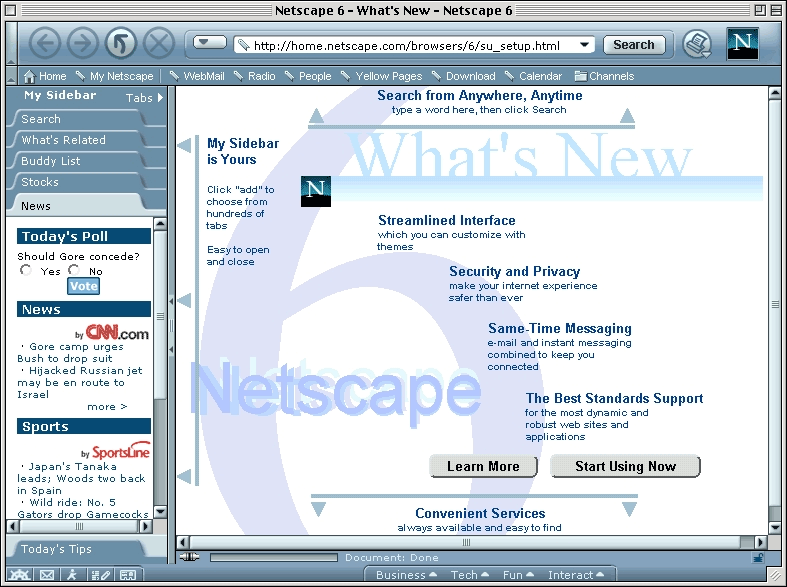 Netscape 6 - What's New - Netscape 6
http://home.netscape.com/browsers/6/su_setup.html
Search
N
Home
My Netscape
WebMail
Radio
People
Yellow Pages
Download
Calendar
Channels
My Sidebar
Tabs
Search
What's Related
Buddy List
Stocks
News
Today's Poll
Should Gore concede?
Yes No
Vote
News
by CNN.com
· Gore camp urges
Bush to drop suit
· Hijacked Russian jet
may be en route to
Israel
more >
Sports
by SportsLine
· Japan's Tanaka
leads; Woods two back
in Spain
· Wild ride: No. 5
Gators drop Gamecocks
Today's Tips
Search from Anywhere, Anytime
type a word here, then click Search
My Sidebar
is Yours
Click "add" to
choose from
hundreds of
tabs
Easy to open
and close
What's New
N
Streamlined Interface
which you can customize with
themes
Security and Privacy
make your internet experience
safer than ever
Same-Time Messaging
e-mail and instant messaging
combined to keep you
connected
Netscape
6
The Best Standards Support
for the most dynamic and
robust web sites and
applications
Learn More
Start Using Now
Convenient Services
always available and easy to find
Document: Done
Business
Tech
Fun
Interact